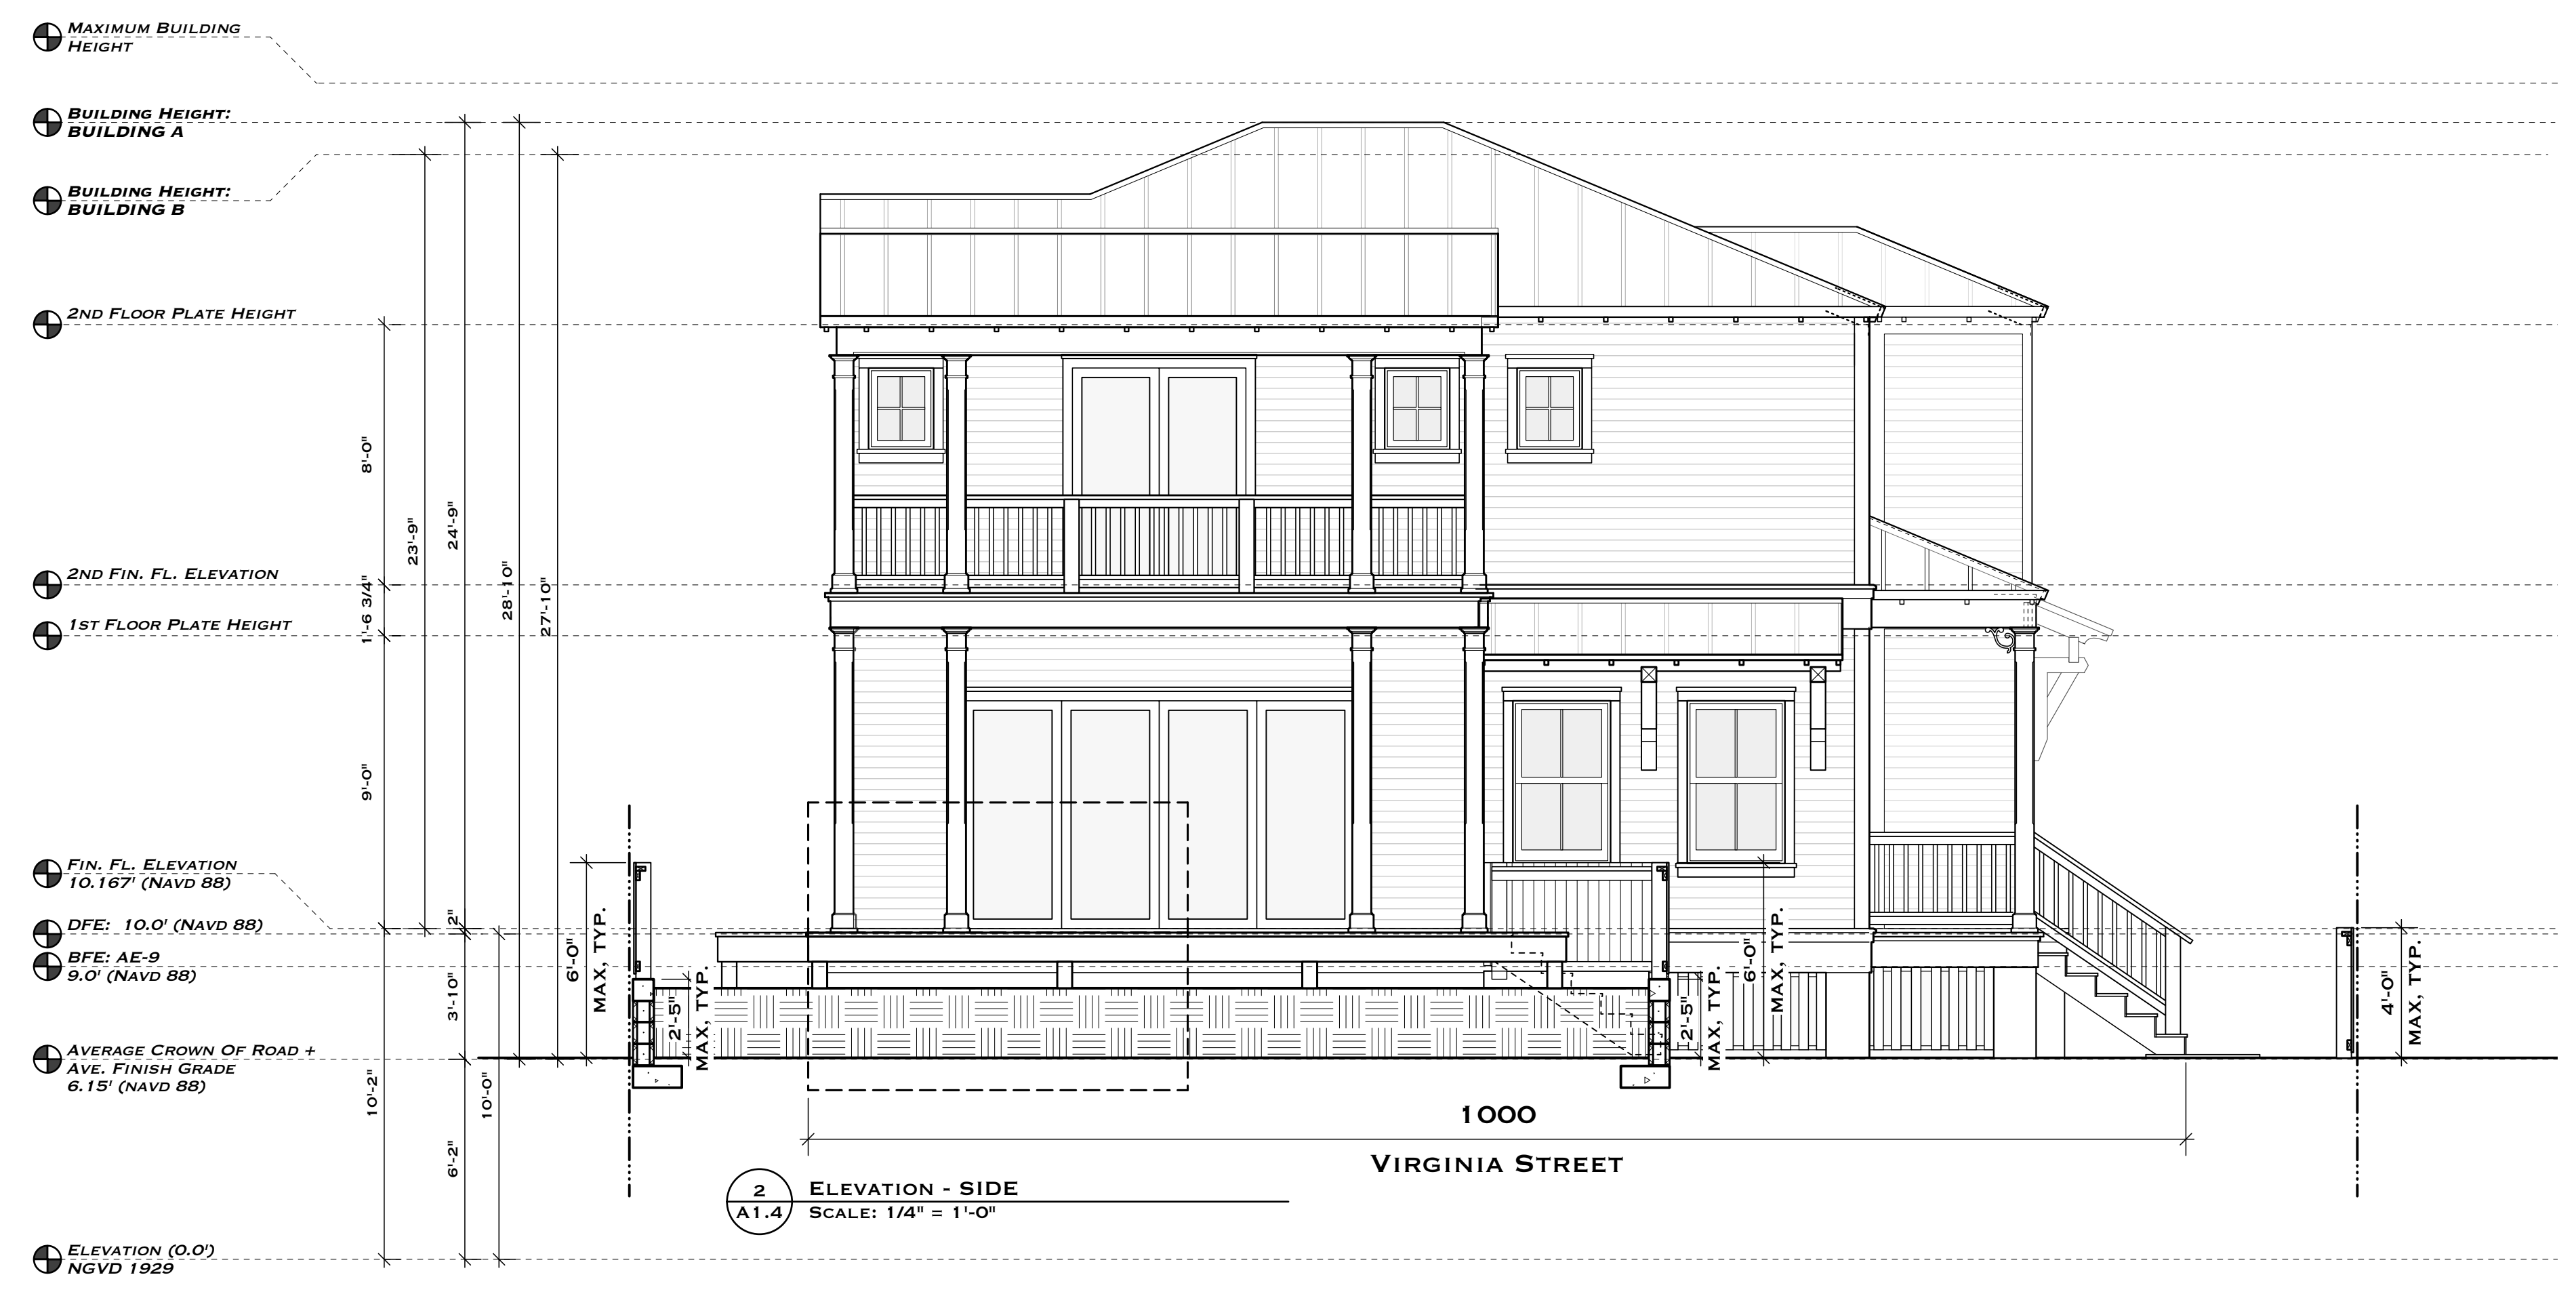 Maximum Building
Height
Building Height:
BUILDING A
Building Height:
BUILDING B
2nd Floor Plate Height
2nd Fin. Fl. Elevation
1st Floor Plate Height
Fin. Fl. Elevation
10.167' (Navd 88)
DFE: 10.0' (Navd 88)
BFE: AE-9
9.0' (Navd 88)
Average Crown Of Road +
Ave. Finish Grade
6.15' (navd 88)
Elevation (0.0')
NGVD 1929
8'-0"
1'-6 3/4"
9'-0"
10'-2"
23'-9"
24'-9"
2"
3'-10"
6'-2"
28'-10"
10'-0"
27'-10"
6'-0"
MAX, TYP.
2'-5"
MAX, TYP.
2'-5"
MAX, TYP.
6'-0"
MAX, TYP.
4'-0"
MAX, TYP.
1000
Virginia Street
2
A1.4
Elevation - SIDE
Scale: 1/4" = 1'-0"